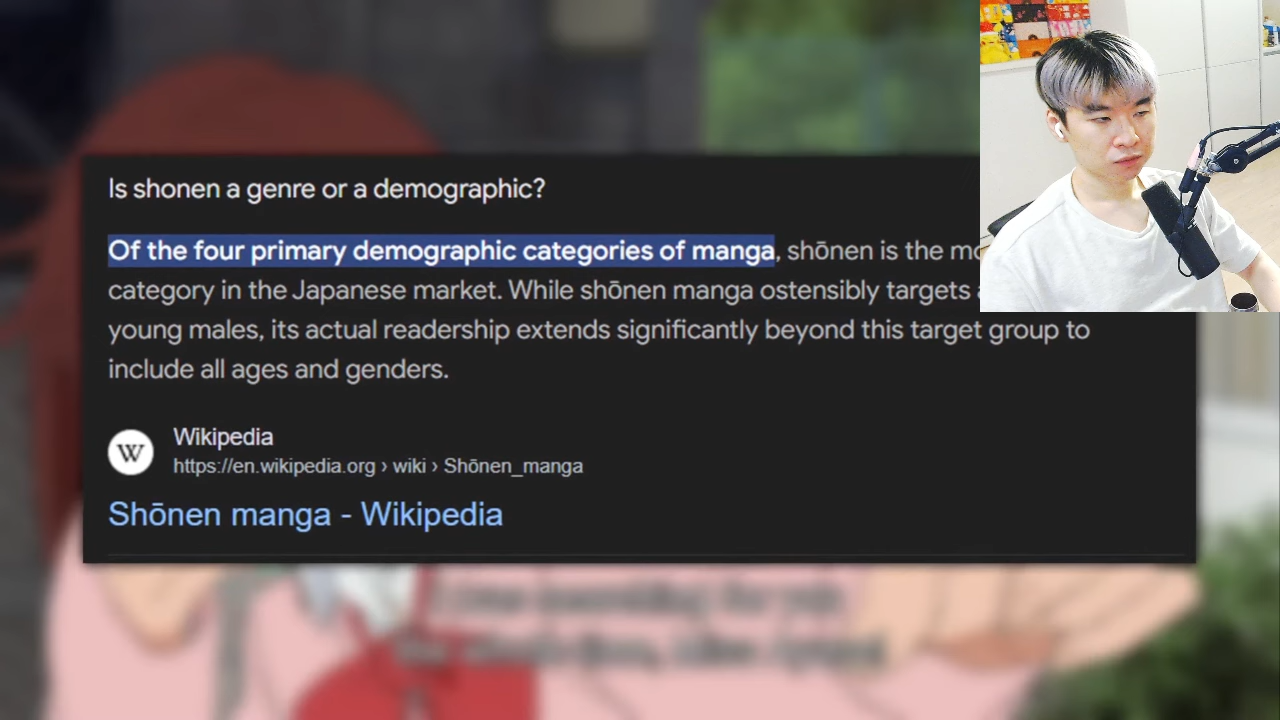 Is shonen a genre or a demographic?
Of the four primary demographic categories of manga, shōnen is the
category in the Japanese market. While shōnen manga ostensibly targets
young males, its actual readership extends significantly beyond this target group to
include all ages and genders.
W
Wikipedia
https://en.wikipedia.org › wiki › Shōnen_manga
Shōnen manga - Wikipedia